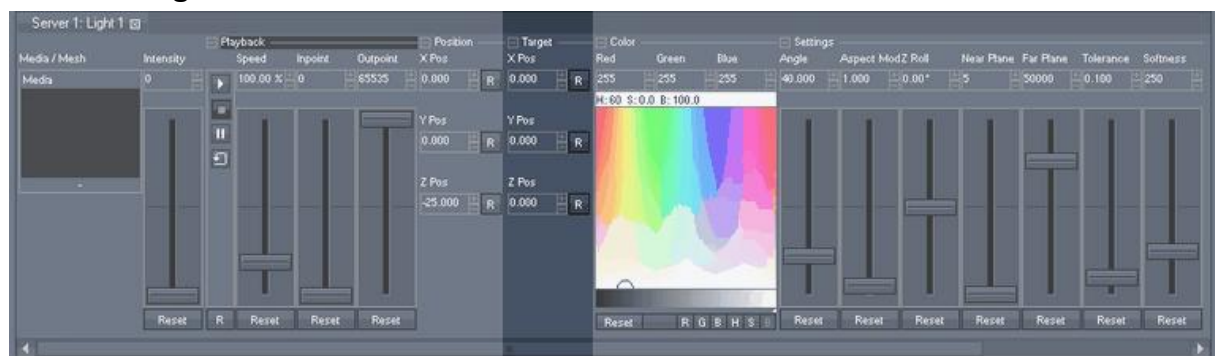 Server 1: Light 1
Playback Position Target Color Settings
Media / Mesh Intensity Speed Inpoint Outpoint X Pos X Pos Red Green Blue Angle Aspect Mod Z Roll Near Plane Far Plane Tolerance Softness
Media 0 100.00 % 0 65535 0.000 R 0.000 R 255 255 255 40.000 1.000 0.00° 5 50000 0.100 250
H: 60 S: 0.0 B: 100.0
Y Pos Y Pos
0.000 R 0.000 R
Z Pos Z Pos
-25.000 R 0.000 R
Reset R Reset Reset Reset Reset R G B H S Reset Reset Reset Reset Reset Reset Reset